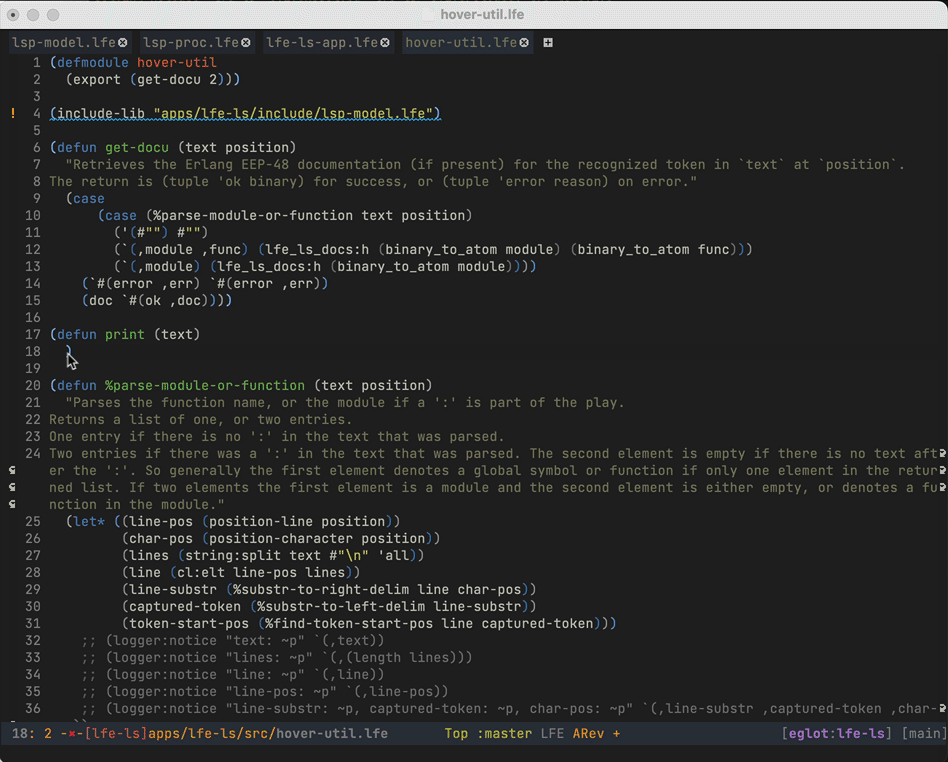 hover-util.lfe
lsp-model.lfe lsp-proc.lfe lfe-ls-app.lfe hover-util.lfe
1 (defmodule hover-util
2   (export (get-docu 2)))
3
! 4 (include-lib "apps/lfe-ls/include/lsp-model.lfe")
5
6 (defun get-docu (text position)
7   "Retrieves the Erlang EEP-48 documentation (if present) for the recognized token in `text` at `position`.
8 The return is (tuple 'ok binary) for success, or (tuple 'error reason) on error."
9   (case
10       (case (%parse-module-or-function text position)
11         ('(#"") #"")
12         (`(,module ,func) (lfe_ls_docs:h (binary_to_atom module) (binary_to_atom func)))
13         (`(,module) (lfe_ls_docs:h (binary_to_atom module))))
14     (`#(error ,err) `#(error ,err))
15     (doc `#(ok ,doc))))
16
17 (defun print (text)
18   )
19
20 (defun %parse-module-or-function (text position)
21   "Parses the function name, or the module if a ':' is part of the play.
22 Returns a list of one, or two entries.
23 One entry if there is no ':' in the text that was parsed.
24 Two entries if there was a ':' in the text that was parsed. The second element is empty if there is no text aft
er the ':'. So generally the first element denotes a global symbol or function if only one element in the retur
ned list. If two elements the first element is a module and the second element is either empty, or denotes a fu
nction in the module."
25   (let* ((line-pos (position-line position))
26          (char-pos (position-character position))
27          (lines (string:split text #"\n" 'all))
28          (line (cl:elt line-pos lines))
29          (line-substr (%substr-to-right-delim line char-pos))
30          (captured-token (%substr-to-left-delim line-substr))
31          (token-start-pos (%find-token-start-pos line captured-token)))
32     ;; (logger:notice "text: ~p" `(,text))
33     ;; (logger:notice "lines: ~p" `(,(length lines)))
34     ;; (logger:notice "line: ~p" `(,line))
35     ;; (logger:notice "line-pos: ~p" `(,line-pos))
36     ;; (logger:notice "line-substr: ~p, captured-token: ~p, char-pos: ~p" `(,line-substr ,captured-token ,char-
18: 2 -×-[lfe-ls]apps/lfe-ls/src/hover-util.lfe Top :master LFE ARev + [eglot:lfe-ls] [main]